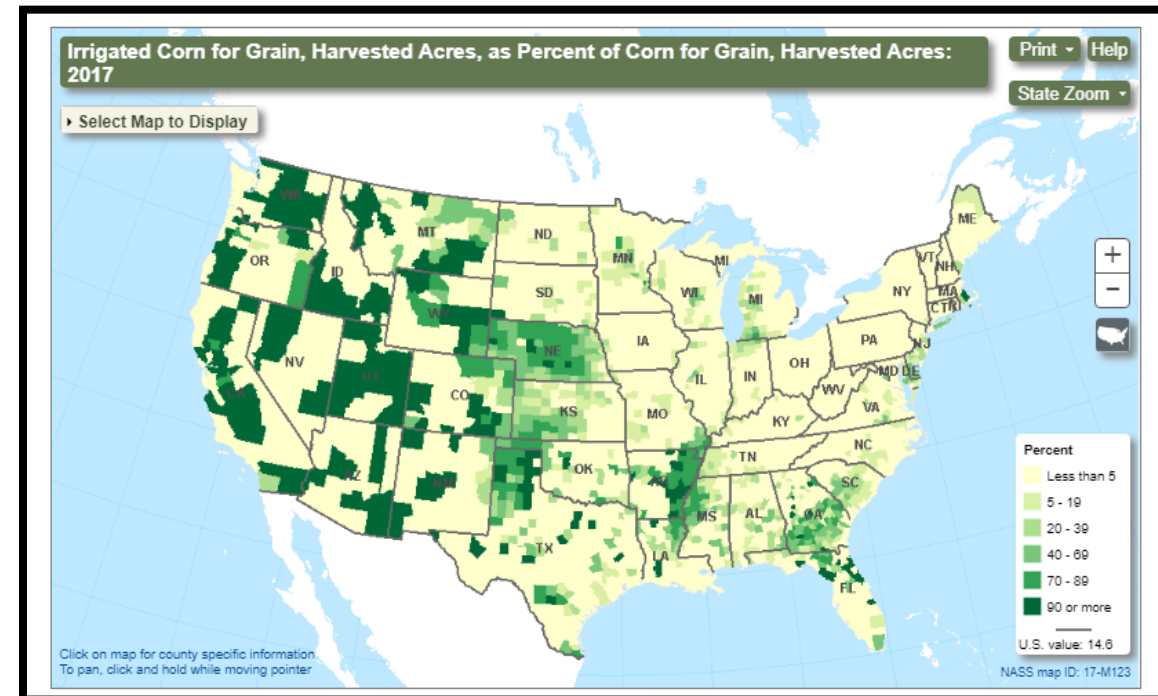 Irrigated Corn for Grain, Harvested Acres, as Percent of Corn for Grain, Harvested Acres:
2017
Print
Help
State Zoom
Select Map to Display
WA
MT
ND
MN
ME
OR
ID
SD
WI
MI
MI
VT
NH
NY
MA
CT
RI
WY
NE
IA
PA
NJ
NV
UT
CO
KS
MO
IL
IN
OH
WV
MD
DE
VA
KY
CA
AZ
NM
OK
AR
TN
NC
SC
TX
LA
MS
AL
GA
FL
+
−
Percent
Less than 5
5 - 19
20 - 39
40 - 69
70 - 89
90 or more
U.S. value: 14.6
Click on map for county specific information
To pan, click and hold while moving pointer
NASS map ID: 17-M123